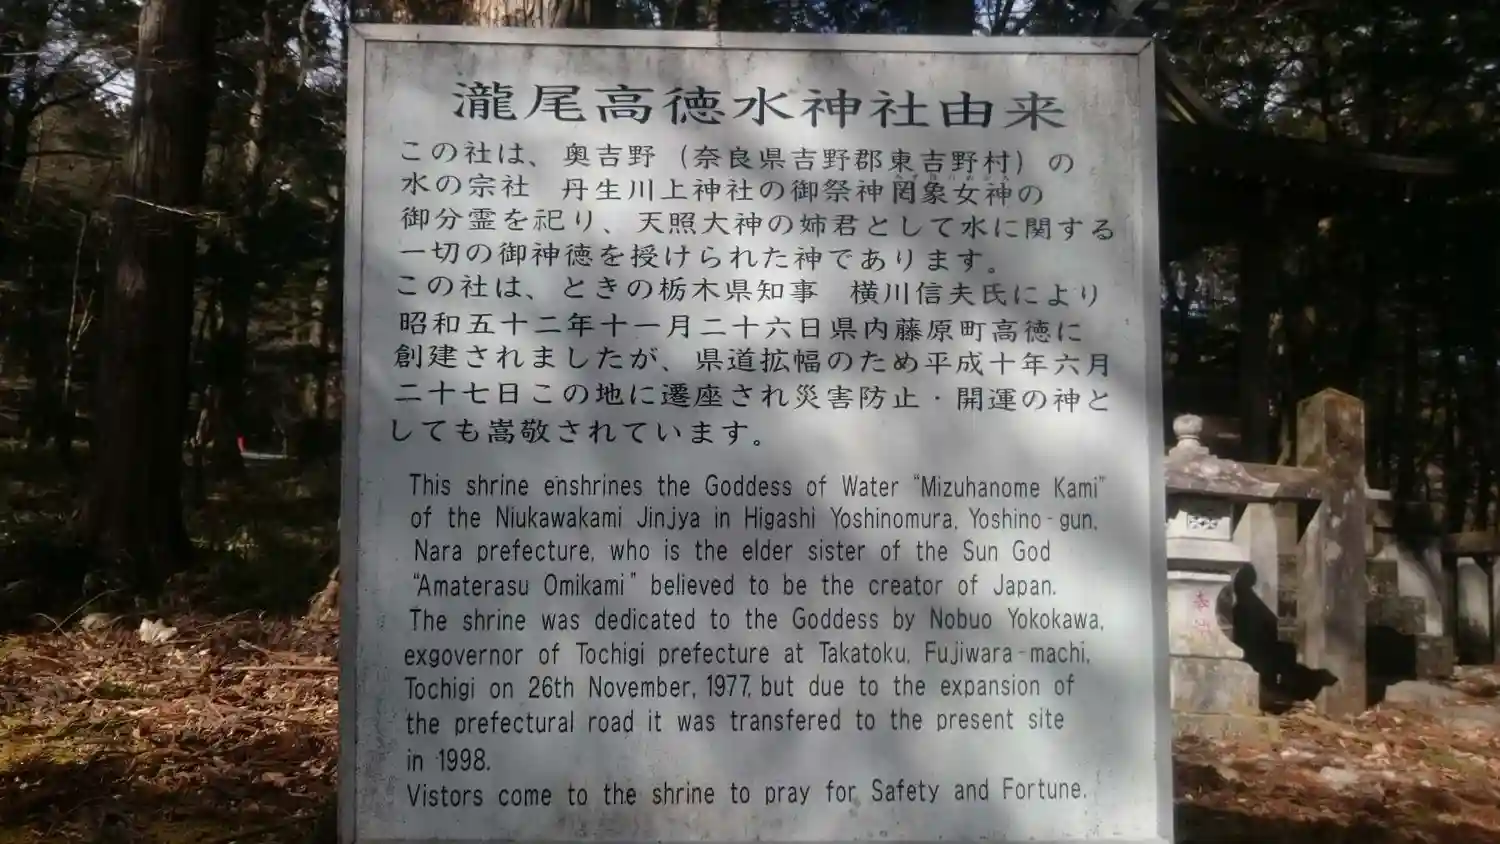 瀧尾高徳水神社由来
この社は、奥吉野（奈良県吉野郡東吉野村）の
水の宗社　丹生川上神社の御祭神罔象女神の
御分霊を祀り、天照大神の姉君として水に関する
一切の御神徳を授けられた神であります。
この社は、ときの栃木県知事　横川信夫氏により
昭和五十二年十一月二十六日県内藤原町高徳に
創建されましたが、県道拡幅のため平成十年六月
二十七日この地に遷座され災害防止・開運の神と
しても嵩敬されています。
This shrine enshrines the Goddess of Water "Mizuhanome Kami"
of the Niukawakami Jinjya in Higashi Yoshinomura, Yoshino-gun,
Nara prefecture, who is the elder sister of the Sun God
"Amaterasu Omikami" believed to be the creator of Japan.
The shrine was dedicated to the Goddess by Nobuo Yokokawa,
exgovernor of Tochigi prefecture at Takatoku, Fujiwara-machi,
Tochigi on 26th November, 1977, but due to the expansion of
the prefectural road it was transfered to the present site
in 1998.
Vistors come to the shrine to pray for Safety and Fortune.